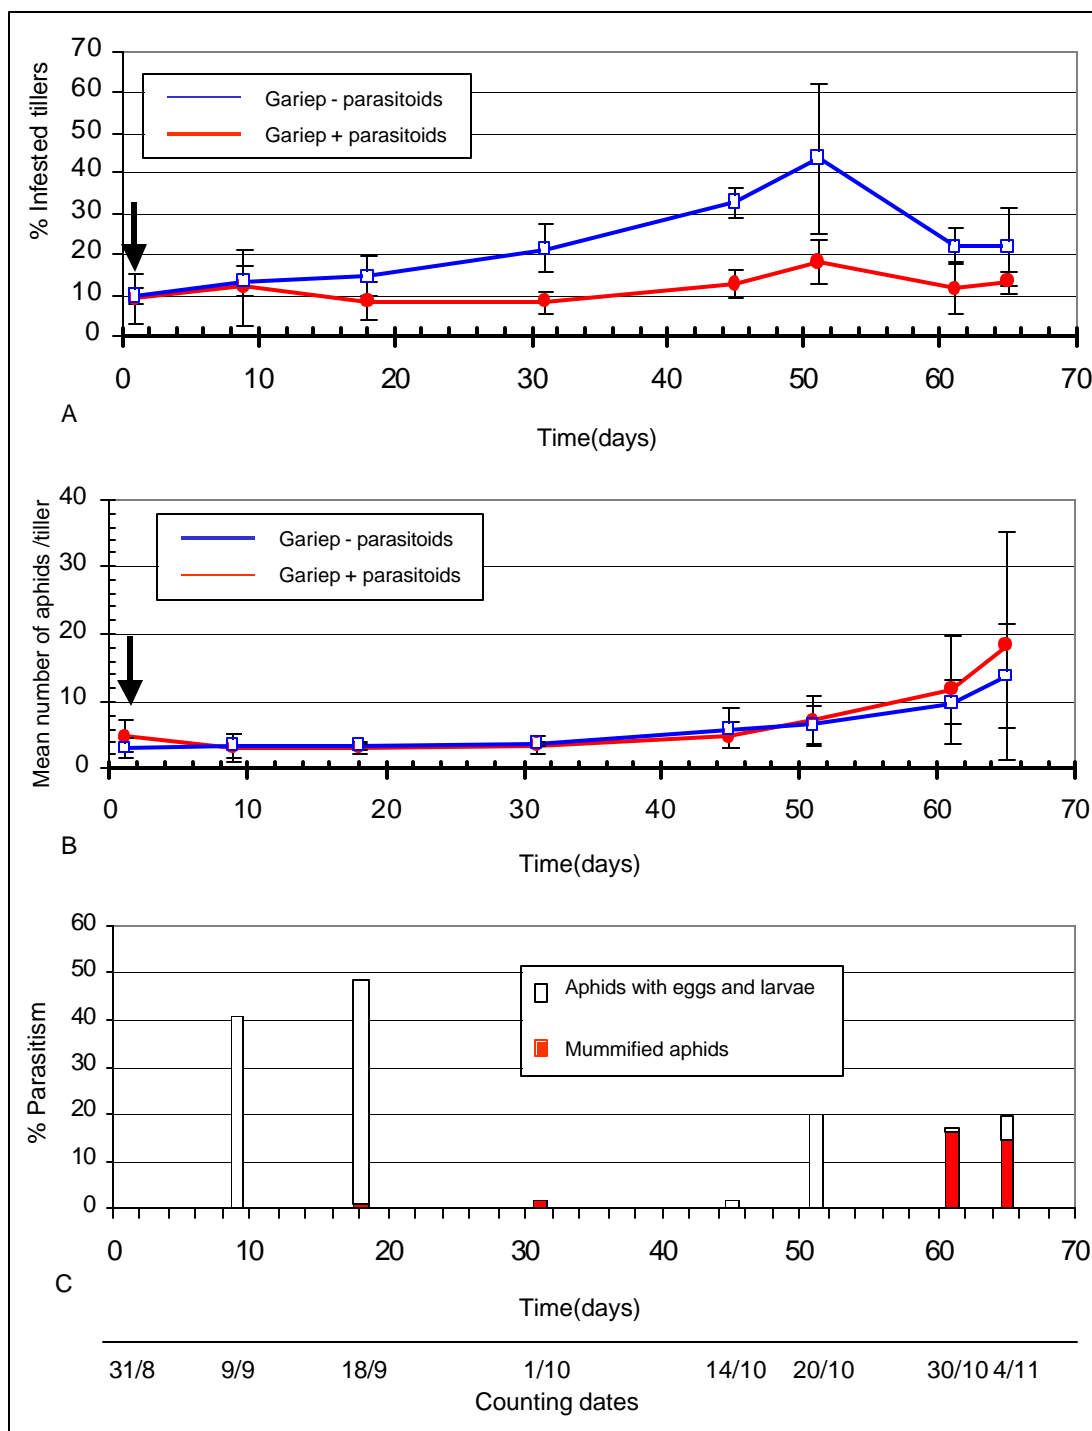 70
60
50
40
30
20
10
0
% Infested tillers
Gariep - parasitoids
Gariep + parasitoids
0 10 20 30 40 50 60 70
A
Time(days)
40
30
20
10
0
Mean number of aphids /tiller
Gariep - parasitoids
Gariep + parasitoids
0 10 20 30 40 50 60 70
B
Time(days)
60
50
40
30
20
10
0
% Parasitism
Aphids with eggs and larvae
Mummified aphids
0 10 20 30 40 50 60 70
C
Time(days)
31/8 9/9 18/9 1/10 14/10 20/10 30/10 4/11
Counting dates